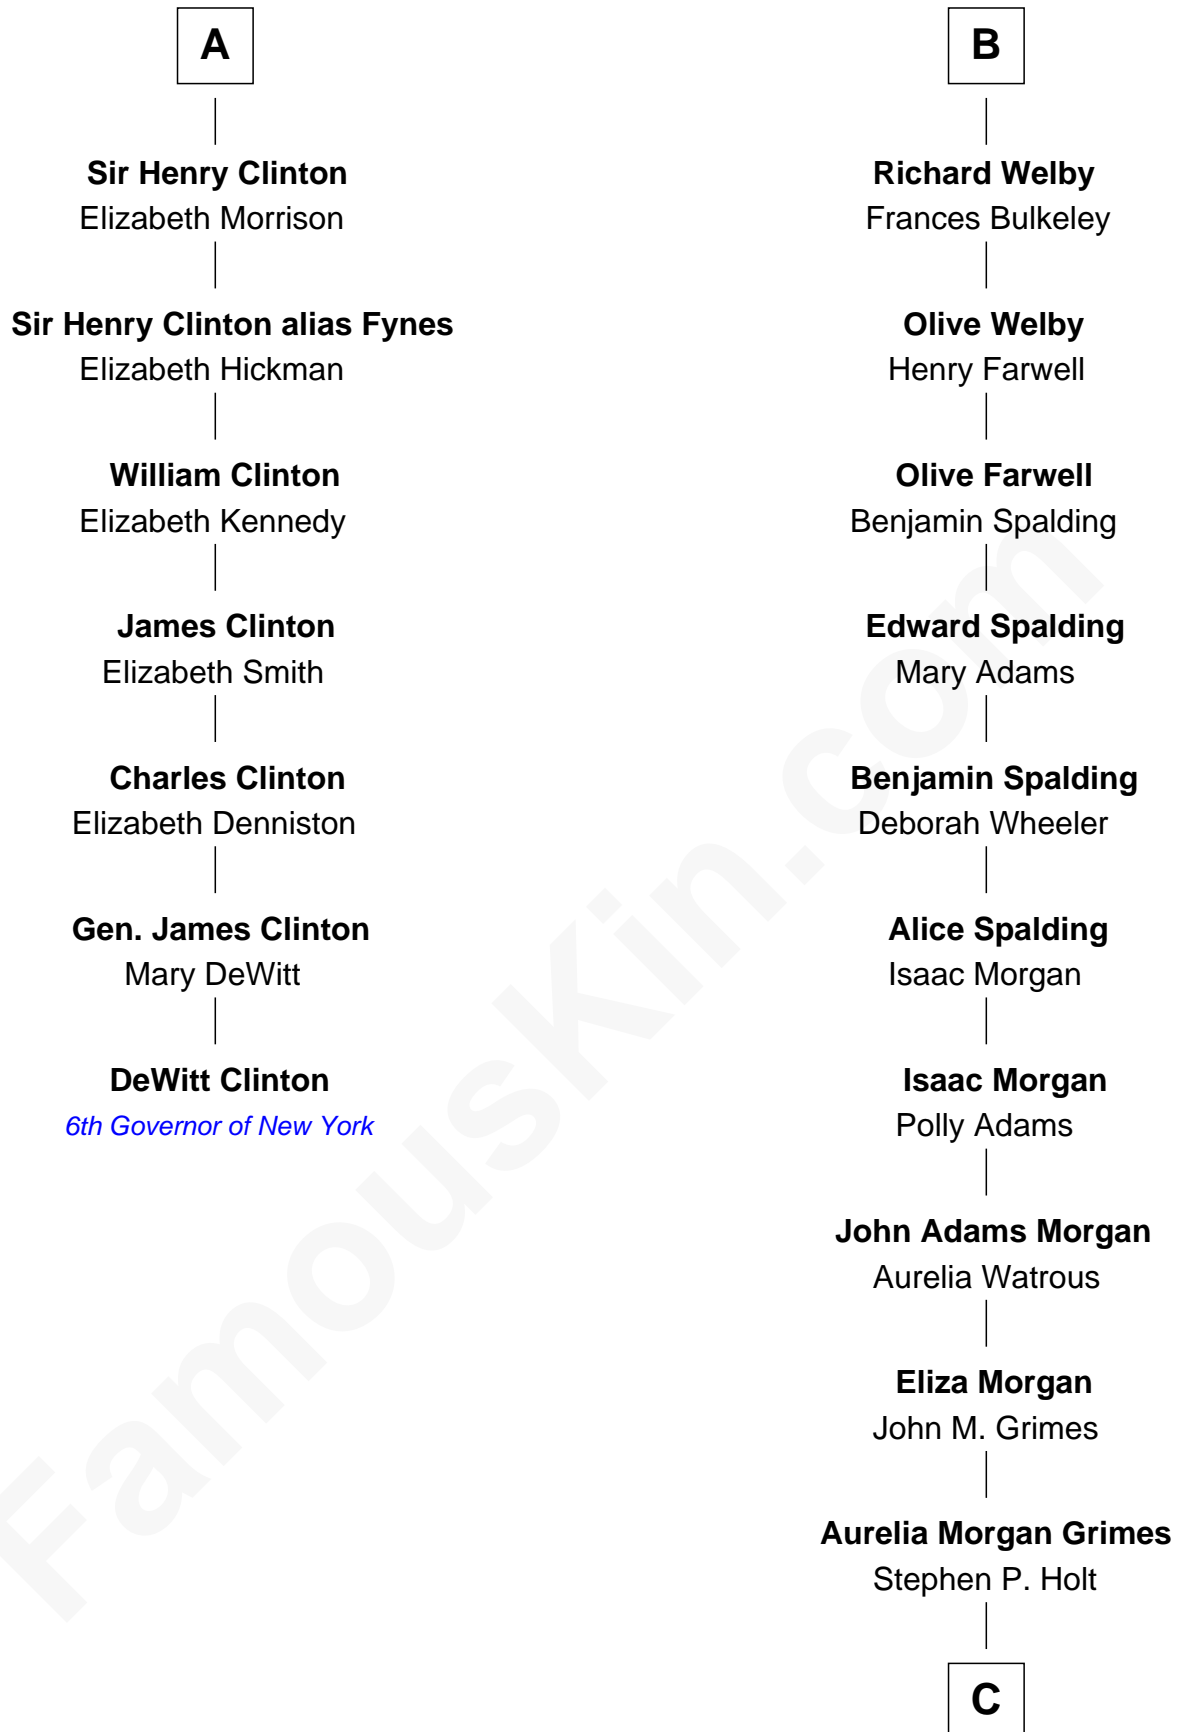 A
Sir Henry Clinton
Elizabeth Morrison
Sir Henry Clinton alias Fynes
Elizabeth Hickman
William Clinton
Elizabeth Kennedy
James Clinton
Elizabeth Smith
Charles Clinton
Elizabeth Denniston
Gen. James Clinton
Mary DeWitt
DeWitt Clinton
6th Governor of New York
B
Richard Welby
Frances Bulkeley
Olive Welby
Henry Farwell
Olive Farwell
Benjamin Spalding
Edward Spalding
Mary Adams
Benjamin Spalding
Deborah Wheeler
Alice Spalding
Isaac Morgan
Isaac Morgan
Polly Adams
John Adams Morgan
Aurelia Watrous
Eliza Morgan
John M. Grimes
Aurelia Morgan Grimes
Stephen P. Holt
C
FamousKin.com